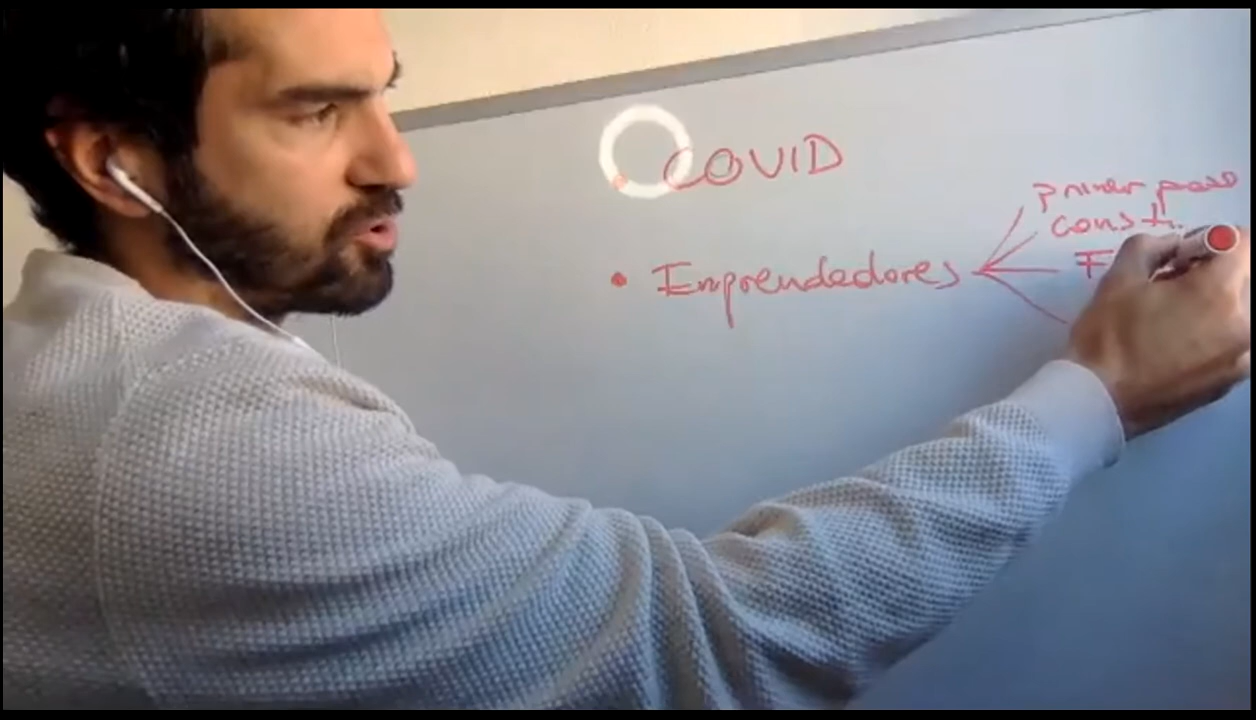 COVID
• Emprendedores
primer paso
const.
F